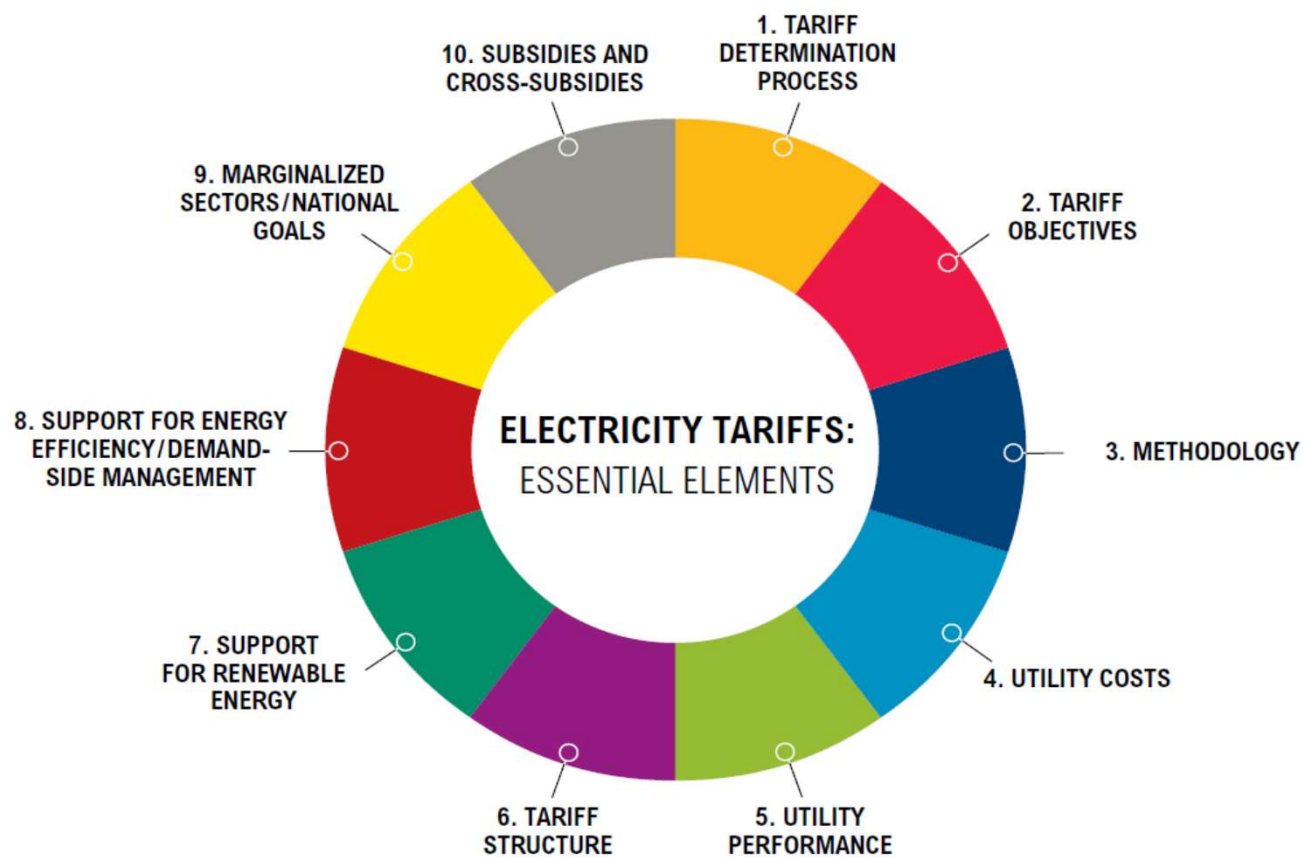 1. TARIFF
DETERMINATION
PROCESS
2. TARIFF
OBJECTIVES
3. METHODOLOGY
4. UTILITY COSTS
5. UTILITY
PERFORMANCE
6. TARIFF
STRUCTURE
7. SUPPORT
FOR RENEWABLE
ENERGY
8. SUPPORT FOR ENERGY
EFFICIENCY/DEMAND-
SIDE MANAGEMENT
9. MARGINALIZED
SECTORS/NATIONAL
GOALS
10. SUBSIDIES AND
CROSS-SUBSIDIES
ELECTRICITY TARIFFS:
ESSENTIAL ELEMENTS